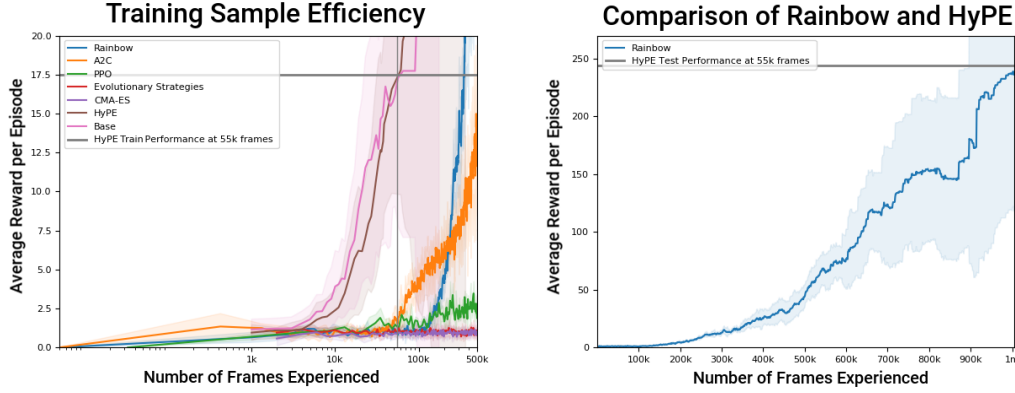 Training Sample Efficiency
Average Reward per Episode
20.0
17.5
15.0
12.5
10.0
7.5
5.0
2.5
0.0
Rainbow
A2C
PPO
Evolutionary Strategies
CMA-ES
HyPE
Base
HyPE Train Performance at 55k frames
1k 10k 100k 500k
Number of Frames Experienced
Comparison of Rainbow and HyPE
Average Reward per Episode
250
200
150
100
50
0
Rainbow
HyPE Test Performance at 55k frames
100k 200k 300k 400k 500k 600k 700k 800k 900k
Number of Frames Experienced